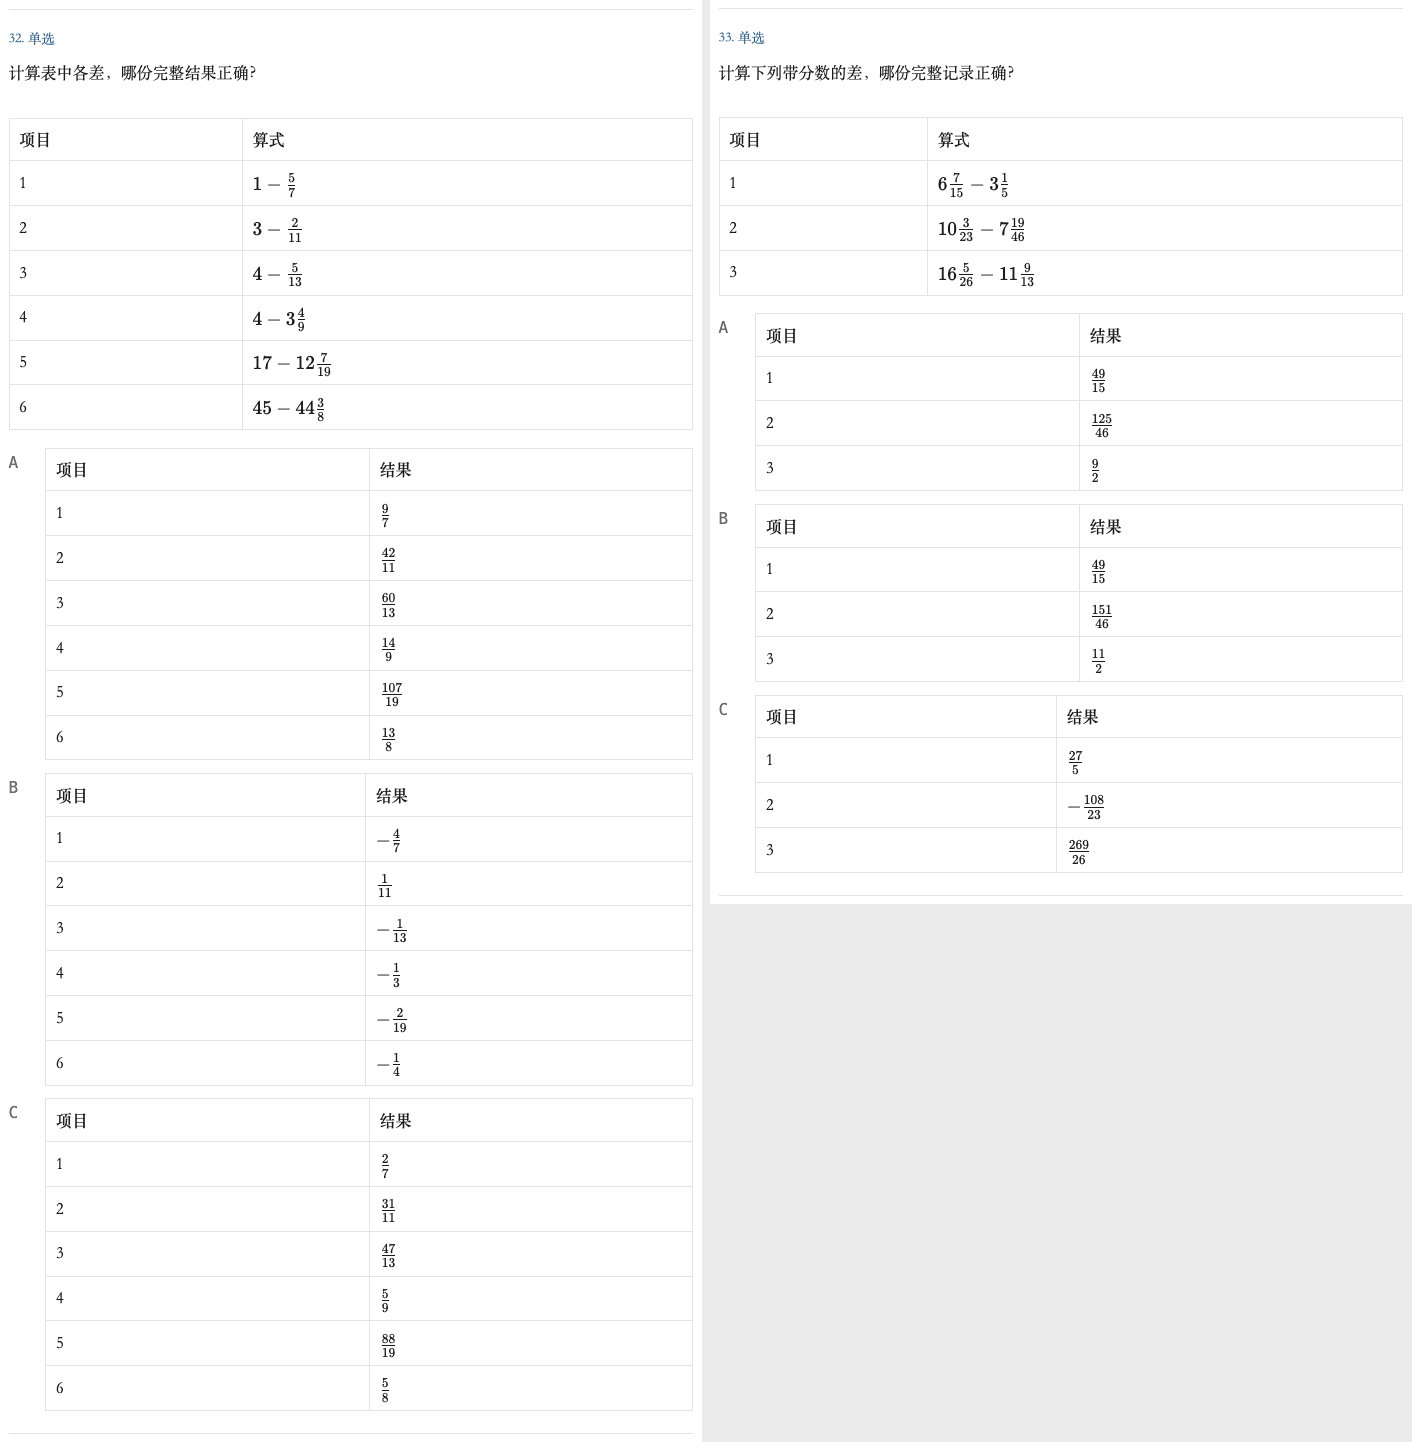 32. 单选
计算表中各差，哪份完整结果正确?
项目 算式
1 1 − 5/7
2 3 − 2/11
3 4 − 5/13
4 4 − 3 4/9
5 17 − 12 7/19
6 45 − 44 3/8
A
项目 结果
1 9/7
2 42/11
3 60/13
4 14/9
5 107/19
6 13/8
B
项目 结果
1 −4/7
2 1/11
3 −1/13
4 −1/3
5 −2/19
6 −1/4
C
项目 结果
1 2/7
2 31/11
3 47/13
4 5/9
5 88/19
6 5/8
33. 单选
计算下列带分数的差，哪份完整记录正确?
项目 算式
1 6 7/15 − 3 1/5
2 10 3/23 − 7 19/46
3 16 5/26 − 11 9/13
A
项目 结果
1 49/15
2 125/46
3 9/2
B
项目 结果
1 49/15
2 151/46
3 11/2
C
项目 结果
1 27/5
2 −108/23
3 269/26